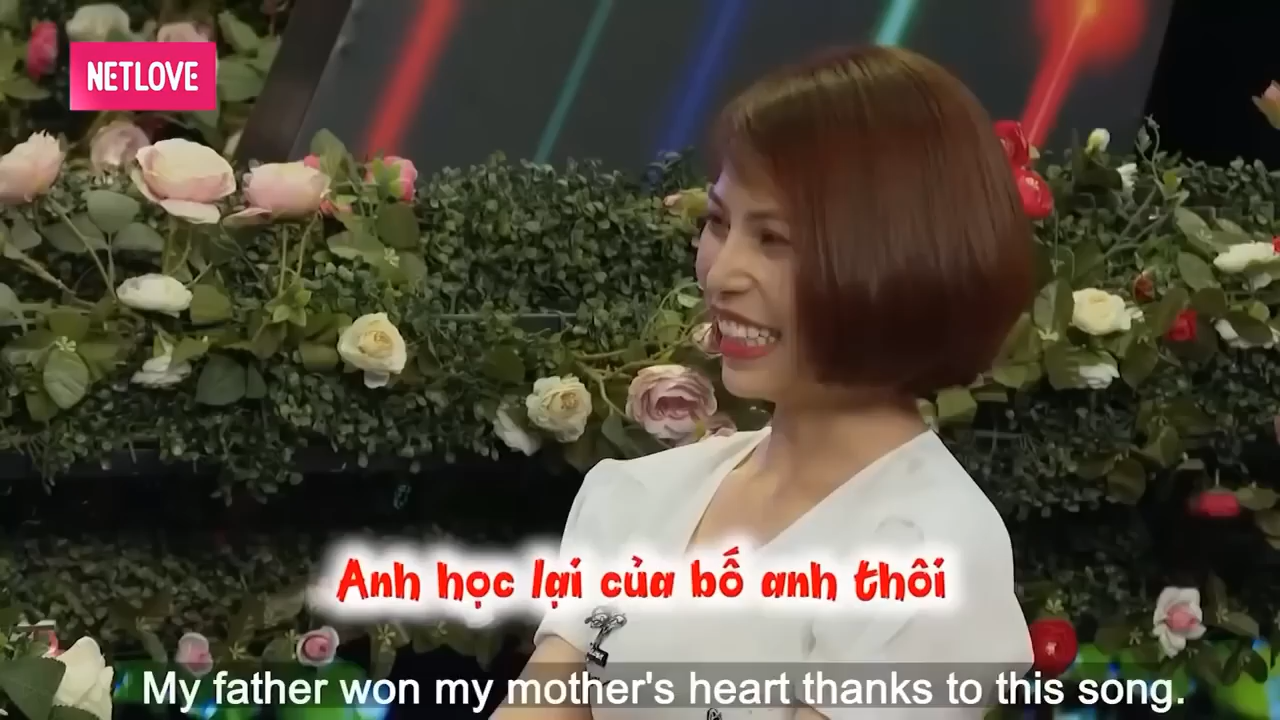 NETLOVE
Anh học lại của bố anh thôi
My father won my mother's heart thanks to this song.